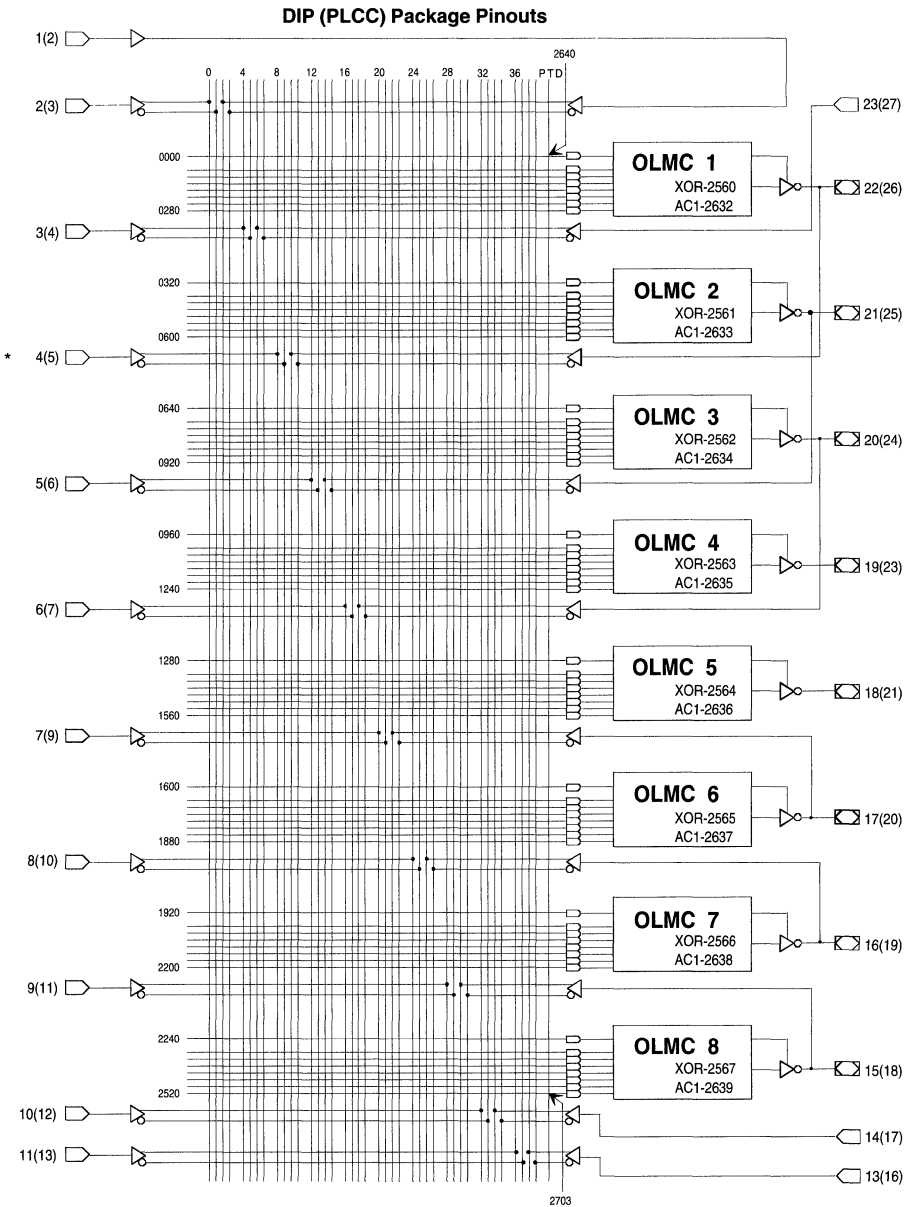 DIP (PLCC) Package Pinouts
1(2)
2640
0 4 8 12 16 20 24 28 32 36 PTD
2(3)
23(27)
0000
OLMC 1
XOR-2560
22(26)
AC1-2632
0280
3(4)
0320
OLMC 2
XOR-2561
21(25)
AC1-2633
0600
* 4(5)
0640
OLMC 3
XOR-2562
20(24)
AC1-2634
0920
5(6)
0960
OLMC 4
XOR-2563
19(23)
AC1-2635
1240
6(7)
1280
OLMC 5
XOR-2564
18(21)
AC1-2636
1560
7(9)
1600
OLMC 6
XOR-2565
17(20)
AC1-2637
1880
8(10)
1920
OLMC 7
XOR-2566
16(19)
AC1-2638
2200
9(11)
2240
OLMC 8
XOR-2567
15(18)
AC1-2639
2520
10(12)
14(17)
11(13)
13(16)
2703